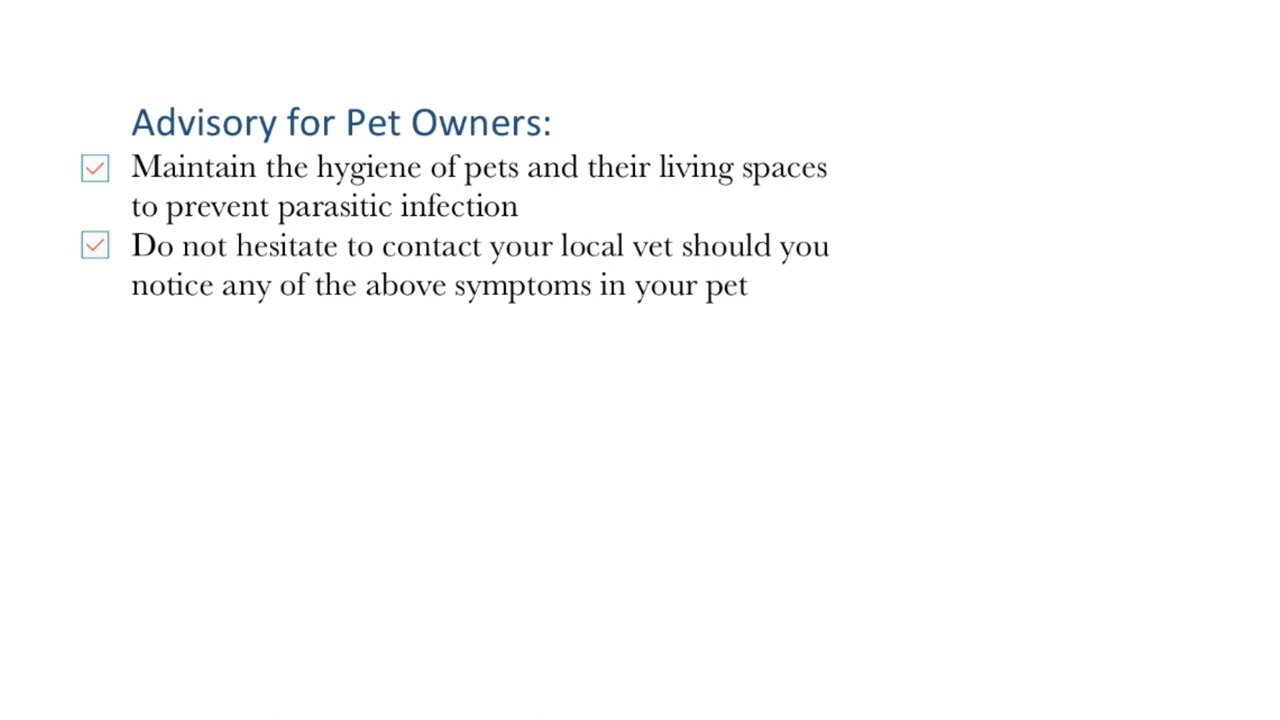 Advisory for Pet Owners:
Maintain the hygiene of pets and their living spaces
to prevent parasitic infection
Do not hesitate to contact your local vet should you
notice any of the above symptoms in your pet